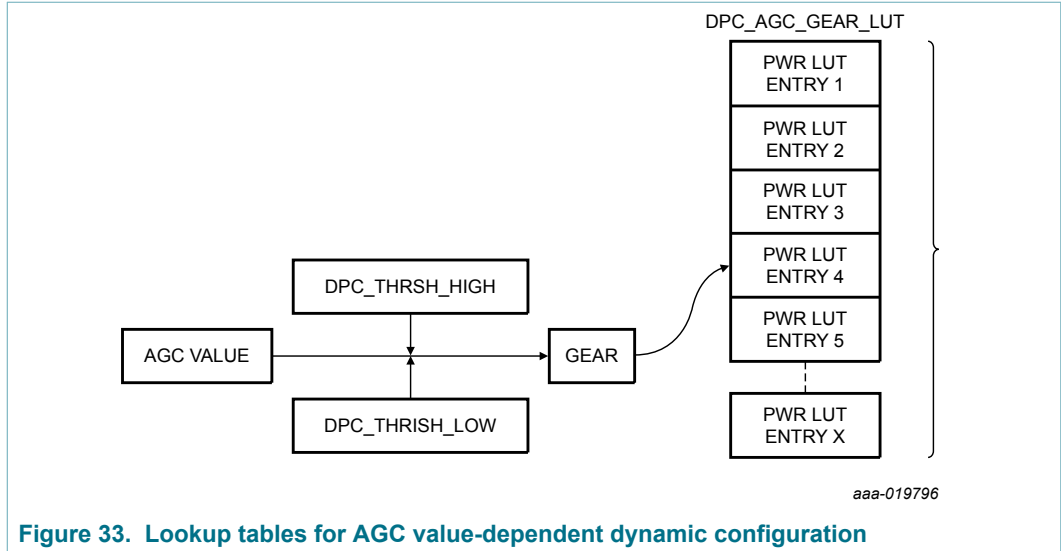 DPC_AGC_GEAR_LUT
PWR LUT
ENTRY 1
PWR LUT
ENTRY 2
PWR LUT
ENTRY 3
PWR LUT
ENTRY 4
PWR LUT
ENTRY 5
PWR LUT
ENTRY X
DPC_THRSH_HIGH
AGC VALUE
GEAR
DPC_THRISH_LOW
aaa-019796
Figure 33. Lookup tables for AGC value-dependent dynamic configuration